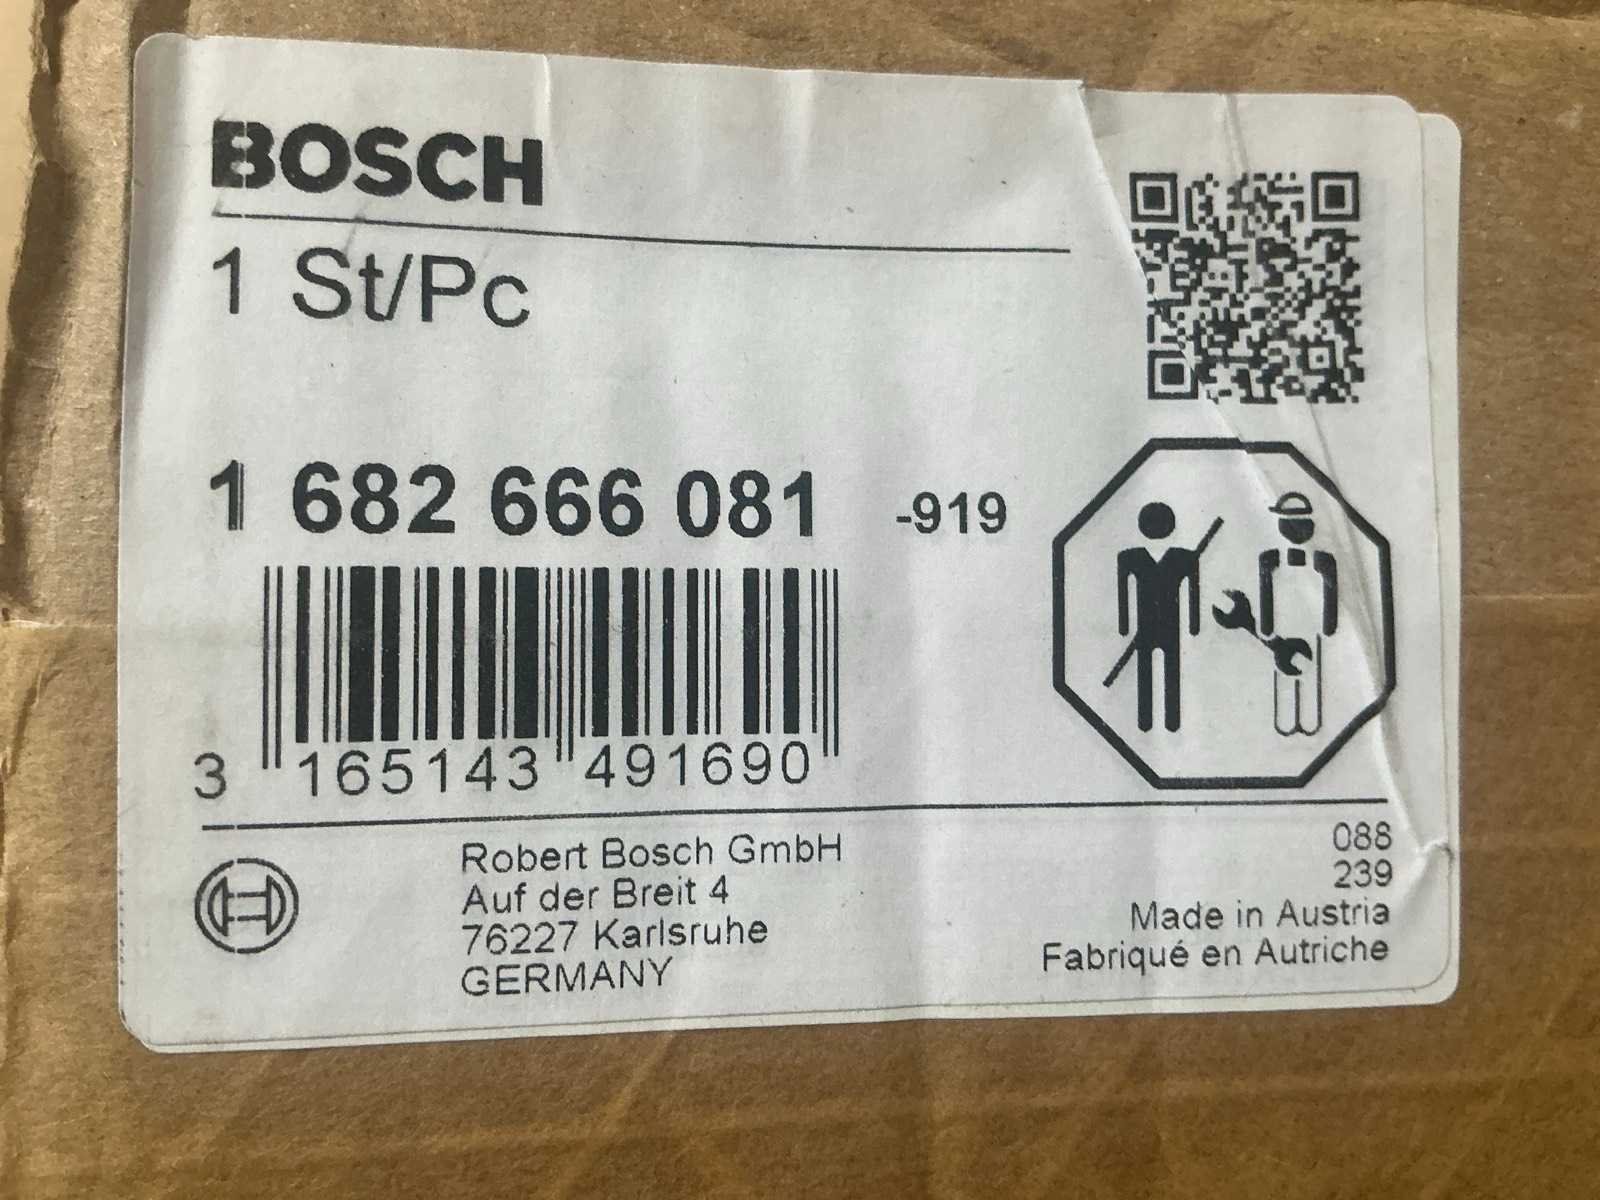 BOSCH
1 St/Pc
1 682 666 081 -919
3 165143 491690
Robert Bosch GmbH
Auf der Breit 4
76227 Karlsruhe
GERMANY
088
239
Made in Austria
Fabriqué en Autriche